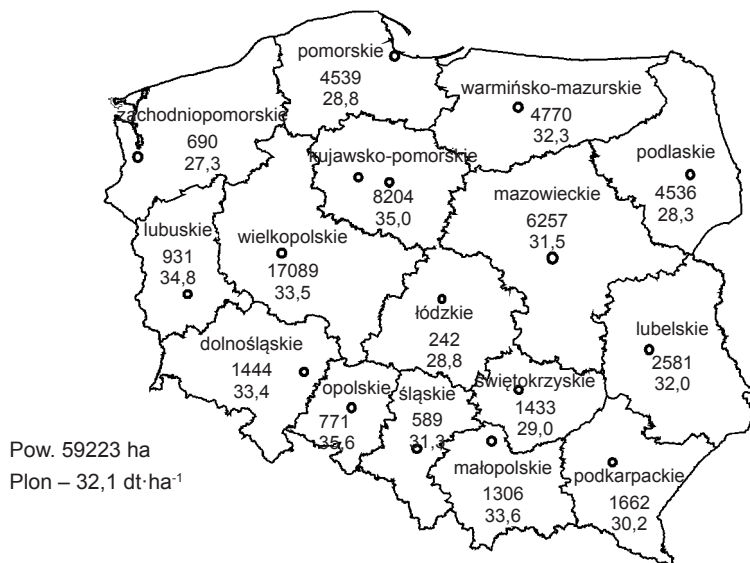 pomorskie
4539
28,8
warmińsko-mazurskie
4770
32,3
zachodniopomorskie
690
27,3
kujawsko-pomorskie
8204
35,0
podlaskie
4536
28,3
mazowieckie
6257
31,5
lubuskie
931
34,8
wielkopolskie
17089
33,5
łódzkie
242
28,8
lubelskie
2581
32,0
dolnośląskie
1444
33,4
opolskie
771
35,6
śląskie
589
31,3
świętokrzyskie
1433
29,0
małopolskie
1306
33,6
podkarpackie
1662
30,2
Pow. 59223 ha
Plon – 32,1 dt·ha⁻¹